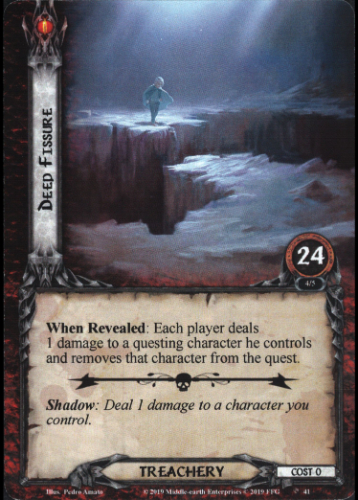 DEEP FISSURE
24
4/5
When Revealed: Each player deals
1 damage to a questing character he controls
and removes that character from the quest.
Shadow: Deal 1 damage to a character you
control.
TREACHERY
COST 0
Illus. Pedro Amato
© 2019 Middle-earth Enterprises © 2019 FFG
41